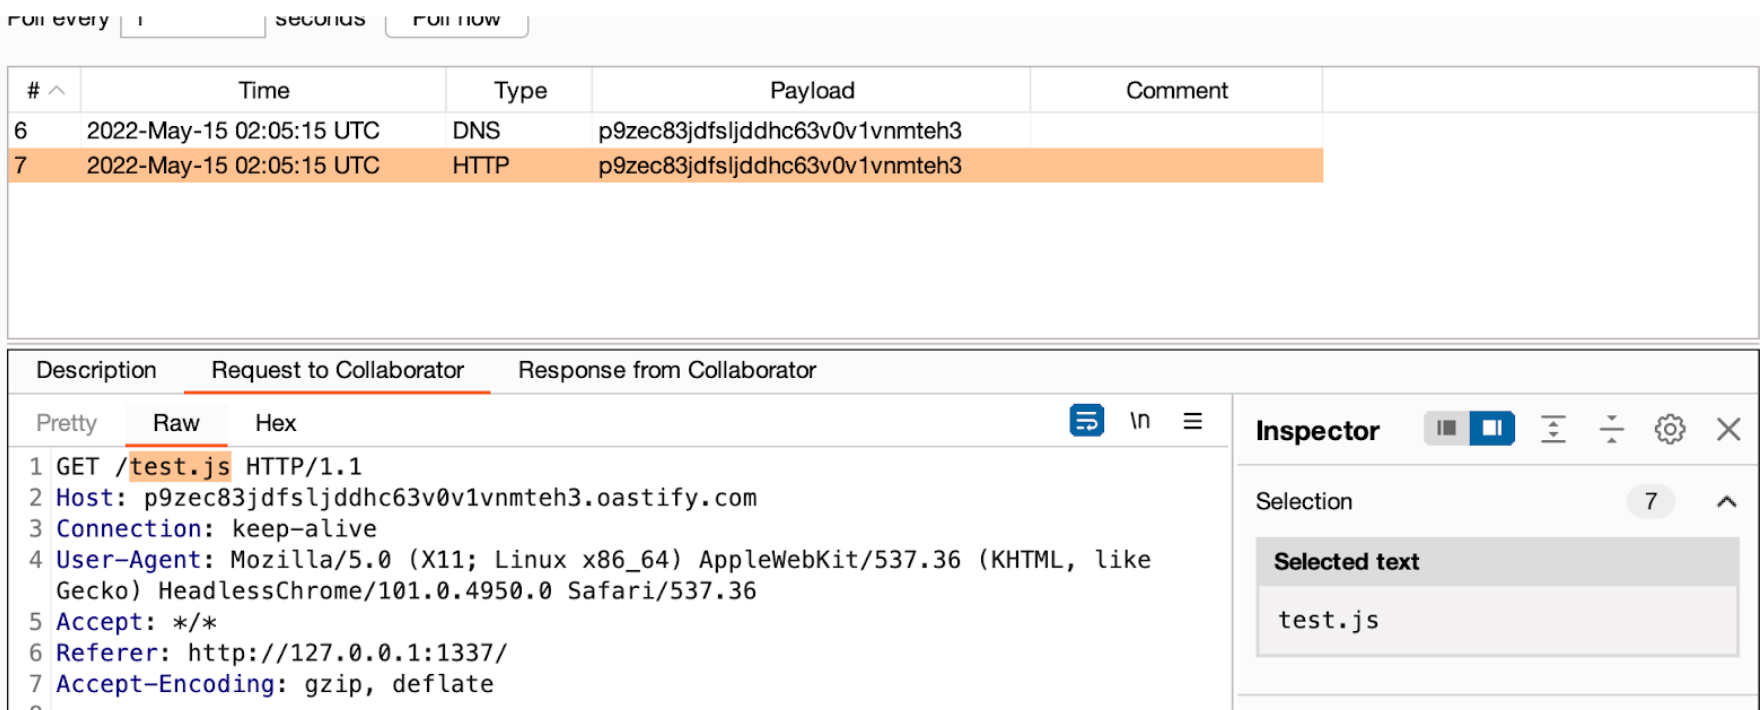 Poll every 1 seconds Poll now
# Time Type Payload Comment
6 2022-May-15 02:05:15 UTC DNS p9zec83jdfsljddhc63v0v1vnmteh3
7 2022-May-15 02:05:15 UTC HTTP p9zec83jdfsljddhc63v0v1vnmteh3
Description Request to Collaborator Response from Collaborator
Pretty Raw Hex \n
Inspector
1 GET /test.js HTTP/1.1
2 Host: p9zec83jdfsljddhc63v0v1vnmteh3.oastify.com
3 Connection: keep-alive
4 User-Agent: Mozilla/5.0 (X11; Linux x86_64) AppleWebKit/537.36 (KHTML, like
Gecko) HeadlessChrome/101.0.4950.0 Safari/537.36
5 Accept: */*
6 Referer: http://127.0.0.1:1337/
7 Accept-Encoding: gzip, deflate
8
Selection 7
Selected text
test.js